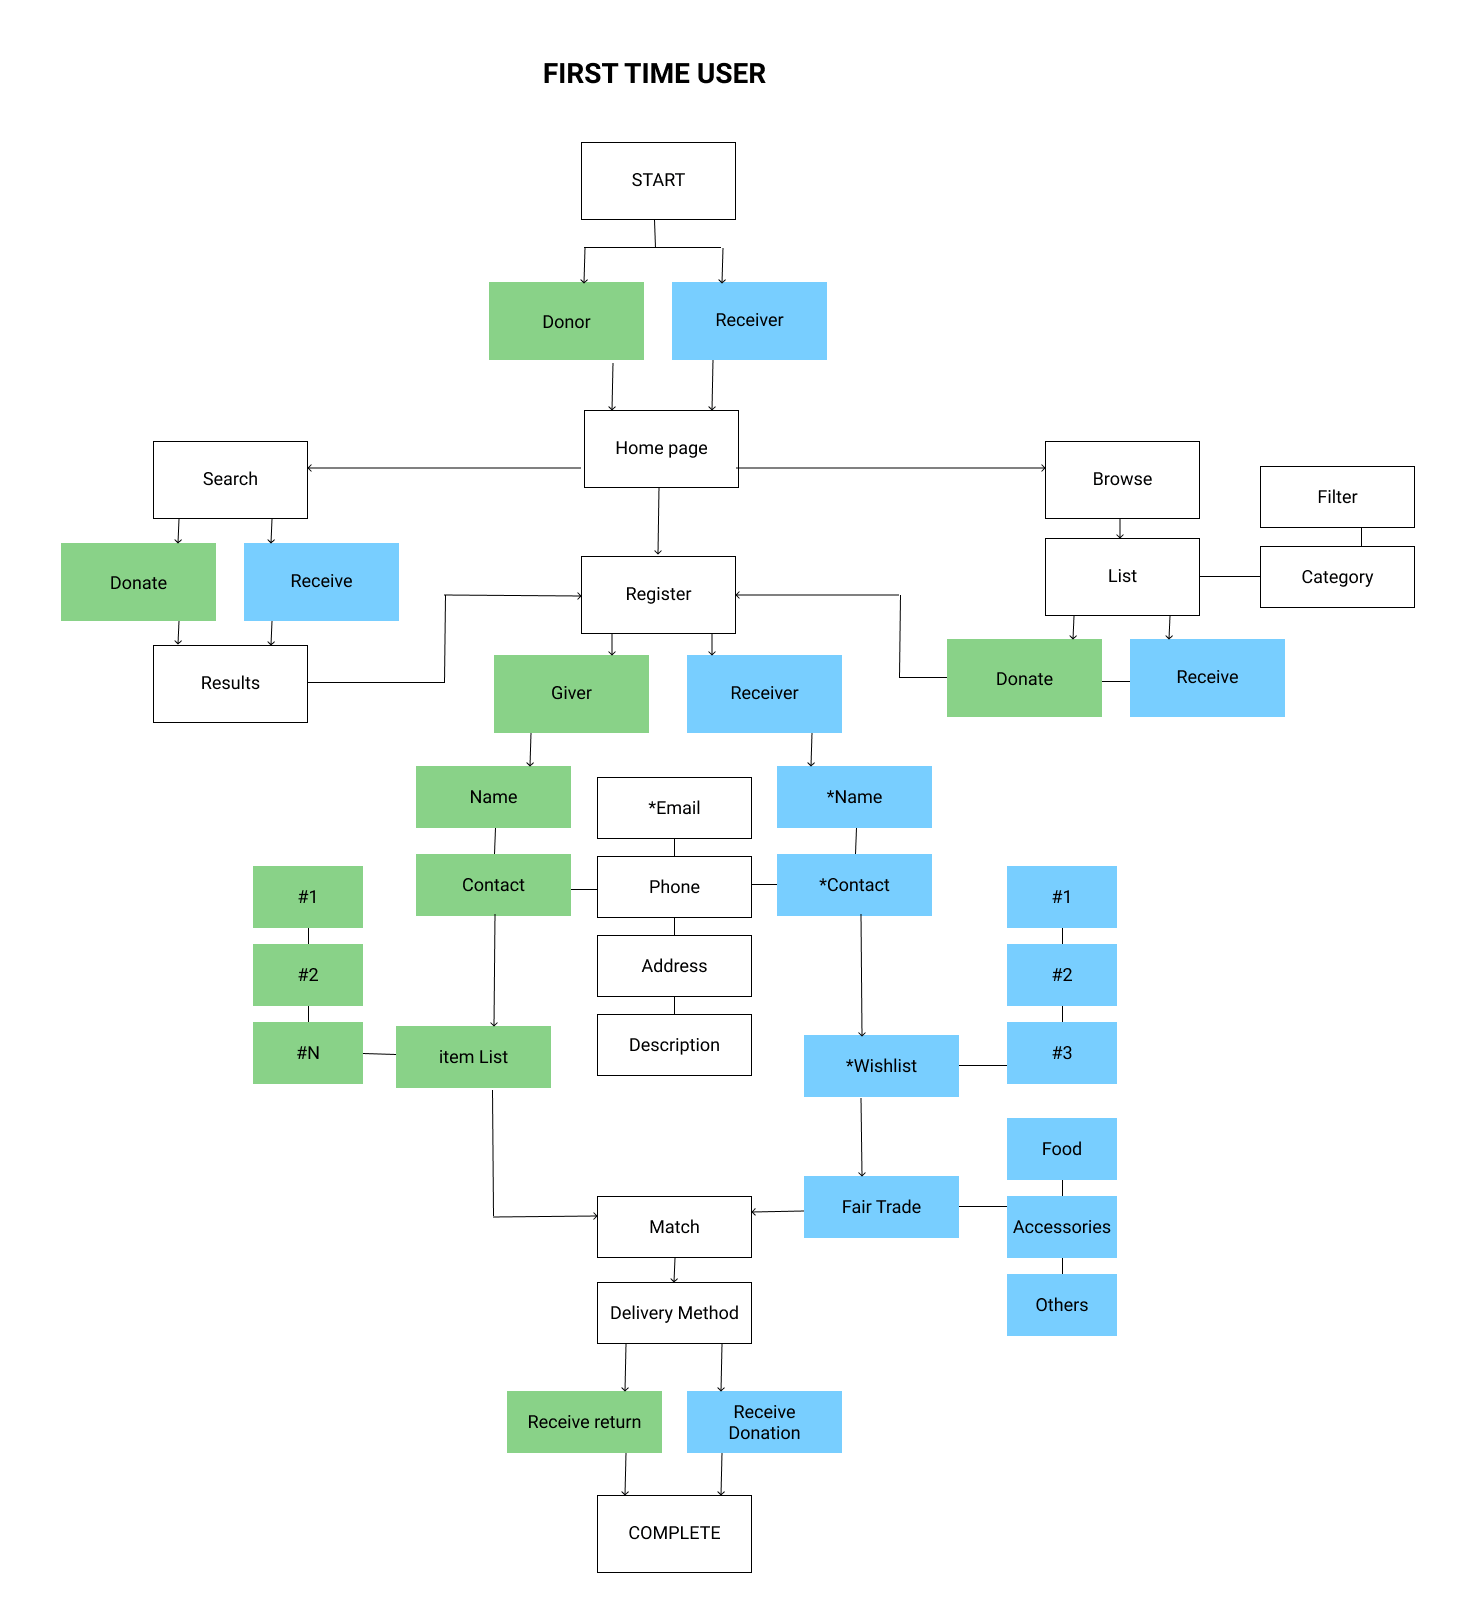 FIRST TIME USER
START
Donor
Receiver
Home page
Search
Browse
Filter
Donate
Receive
Register
List
Category
Results
Giver
Receiver
Donate
Receive
Name
*Email
*Name
#1
Contact
Phone
*Contact
#1
#2
Address
#2
#N
item List
Description
*Wishlist
#3
Food
Match
Fair Trade
Accessories
Delivery Method
Others
Receive return
Receive
Donation
COMPLETE